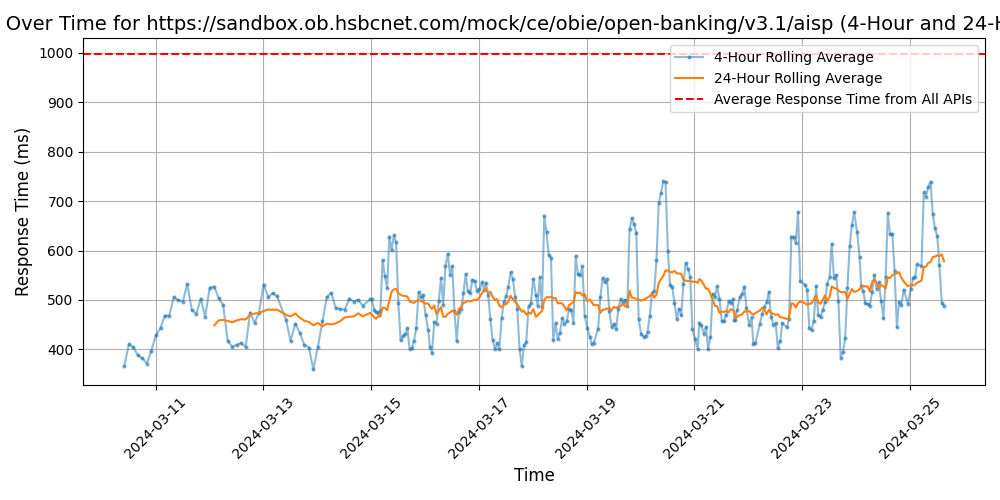 Over Time for https://sandbox.ob.hsbcnet.com/mock/ce/obie/open-banking/v3.1/aisp (4-Hour and 24-H
1000
900
800
700
600
500
400
Response Time (ms)
4-Hour Rolling Average
24-Hour Rolling Average
Average Response Time from All APIs
2024-03-11
2024-03-13
2024-03-15
2024-03-17
2024-03-19
2024-03-21
2024-03-23
2024-03-25
Time